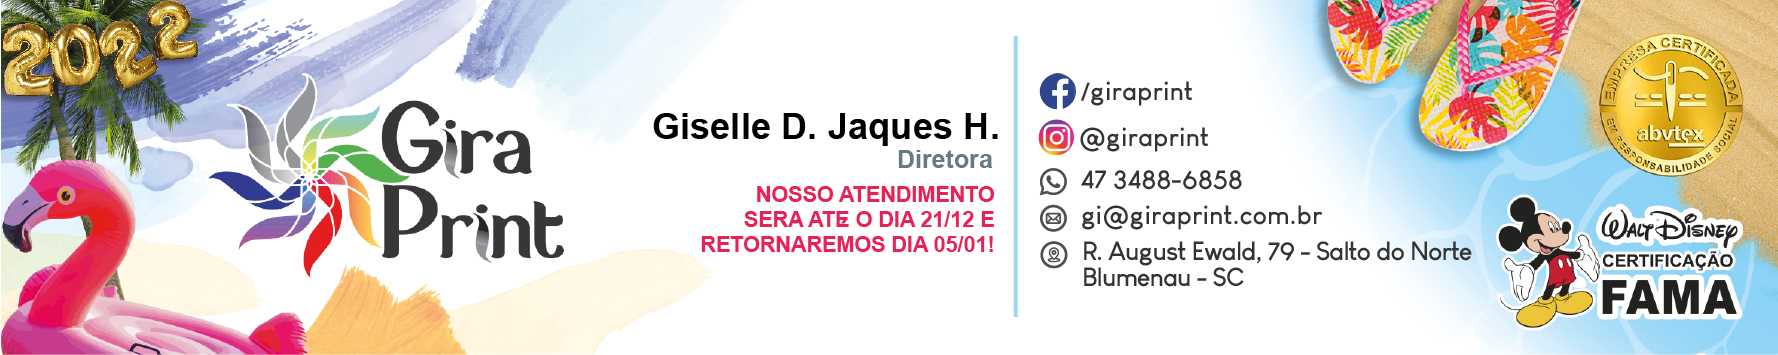 2022
Gira
Print
Giselle D. Jaques H.
Diretora
NOSSO ATENDIMENTO
SERA ATE O DIA 21/12 E
RETORNAREMOS DIA 05/01!
/giraprint
@giraprint
47 3488-6858
gi@giraprint.com.br
R. August Ewald, 79 - Salto do Norte
Blumenau - SC
EMPRESA CERTIFICADA
abvtex
EM RESPONSABILIDADE SOCIAL
WALT DISNEY
CERTIFICAÇÃO
FAMA